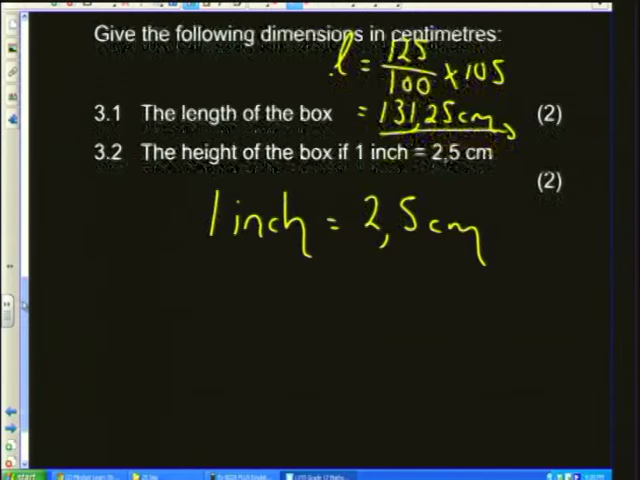 Give the following dimensions in centimetres:
l = 125/100 × 105
3.1 The length of the box = 131,25cm (2)
3.2 The height of the box if 1 inch = 2,5 cm
(2)
1 inch = 2,5cm
start